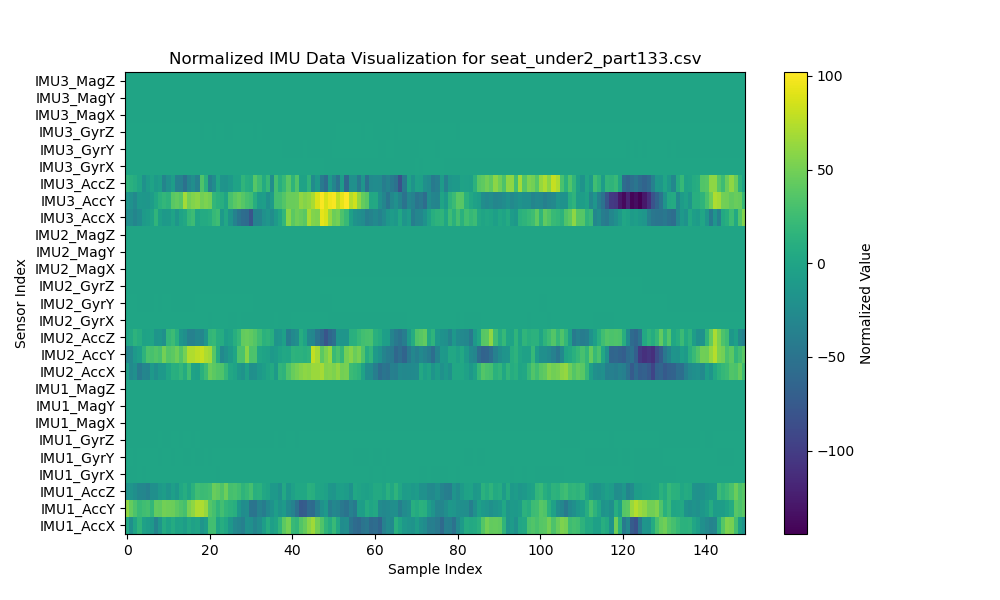 Normalized IMU Data Visualization for seat_under2_part133.csv
IMU3_MagZ
IMU3_MagY
IMU3_MagX
IMU3_GyrZ
IMU3_GyrY
IMU3_GyrX
IMU3_AccZ
IMU3_AccY
IMU3_AccX
IMU2_MagZ
IMU2_MagY
IMU2_MagX
IMU2_GyrZ
IMU2_GyrY
IMU2_GyrX
IMU2_AccZ
IMU2_AccY
IMU2_AccX
IMU1_MagZ
IMU1_MagY
IMU1_MagX
IMU1_GyrZ
IMU1_GyrY
IMU1_GyrX
IMU1_AccZ
IMU1_AccY
IMU1_AccX
Sensor Index
0 20 40 60 80 100 120 140
Sample Index
100
50
0
−50
−100
Normalized Value